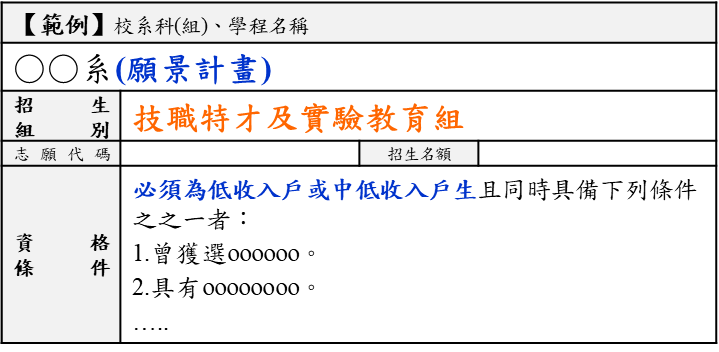 【範例】校系科(組)、學程名稱
○○系(願景計畫)
招生組別 技職特才及實驗教育組
志願代碼 招生名額
資格條件 必須為低收入戶或中低收入戶生且同時具備下列條件
之之一者：
1.曾獲選oooooo。
2.具有oooooooo。
…..